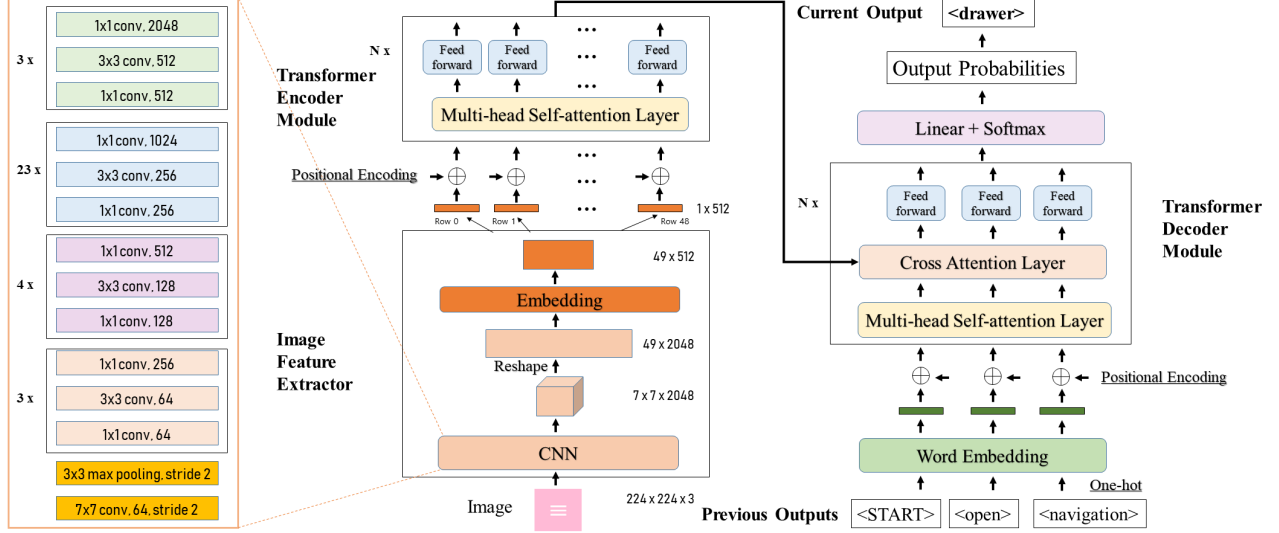 1x1 conv, 2048
3 x
3x3 conv, 512
1x1 conv, 512
1x1 conv, 1024
23 x
3x3 conv, 256
1x1 conv, 256
1x1 conv, 512
4 x
3x3 conv, 128
1x1 conv, 128
1x1 conv, 256
3 x
3x3 conv, 64
1x1 conv, 64
3x3 max pooling, stride 2
7x7 conv, 64, stride 2
Transformer
Encoder
Module
N x
Feed
forward
Feed
forward
...
Feed
forward
...
...
Multi-head Self-attention Layer
...
Positional Encoding
...
...
Row 0
Row 1
Row 48
1 x 512
Image
Feature
Extractor
49 x 512
Embedding
49 x 2048
Reshape
7 x 7 x 2048
CNN
Image
224 x 224 x 3
Current Output
<drawer>
Output Probabilities
Linear + Softmax
Transformer
Decoder
Module
N x
Feed
forward
Feed
forward
Feed
forward
Cross Attention Layer
Multi-head Self-attention Layer
Positional Encoding
Word Embedding
One-hot
Previous Outputs
<START>
<open>
<navigation>